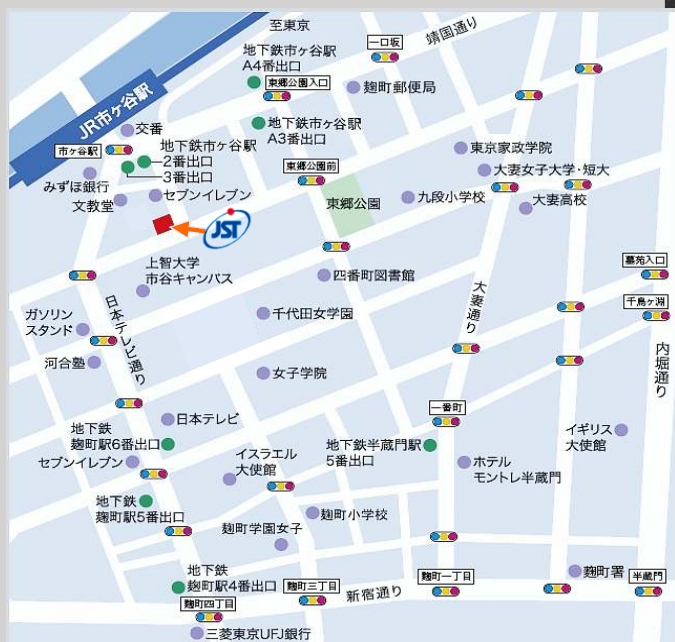 至東京
靖国通り
一口坂
地下鉄市ヶ谷駅
A4番出口
東郷公園入口
麹町郵便局
JR市ヶ谷駅
交番
地下鉄市ヶ谷駅
A3番出口
市ヶ谷駅
地下鉄市ヶ谷駅
2番出口
3番出口
東京家政学院
東郷公園前
大妻女子大学・短大
みずほ銀行
セブンイレブン
文教堂
東郷公園
九段小学校
大妻高校
JST
上智大学
市谷キャンパス
四番町図書館
墓苑入口
千鳥ヶ淵
大妻通り
ガソリン
スタンド
日本テレビ通り
千代田女学園
内堀通り
河合塾
女子学院
一番町
日本テレビ
地下鉄
麹町駅6番出口
イギリス
大使館
地下鉄半蔵門駅
5番出口
イスラエル
大使館
セブンイレブン
ホテル
モントレ半蔵門
地下鉄
麹町駅5番出口
麹町小学校
麹町学園女子
地下鉄
麹町駅4番出口
麹町三丁目
新宿通り
麹町一丁目
麹町署
半蔵門
麹町四丁目
三菱東京UFJ銀行